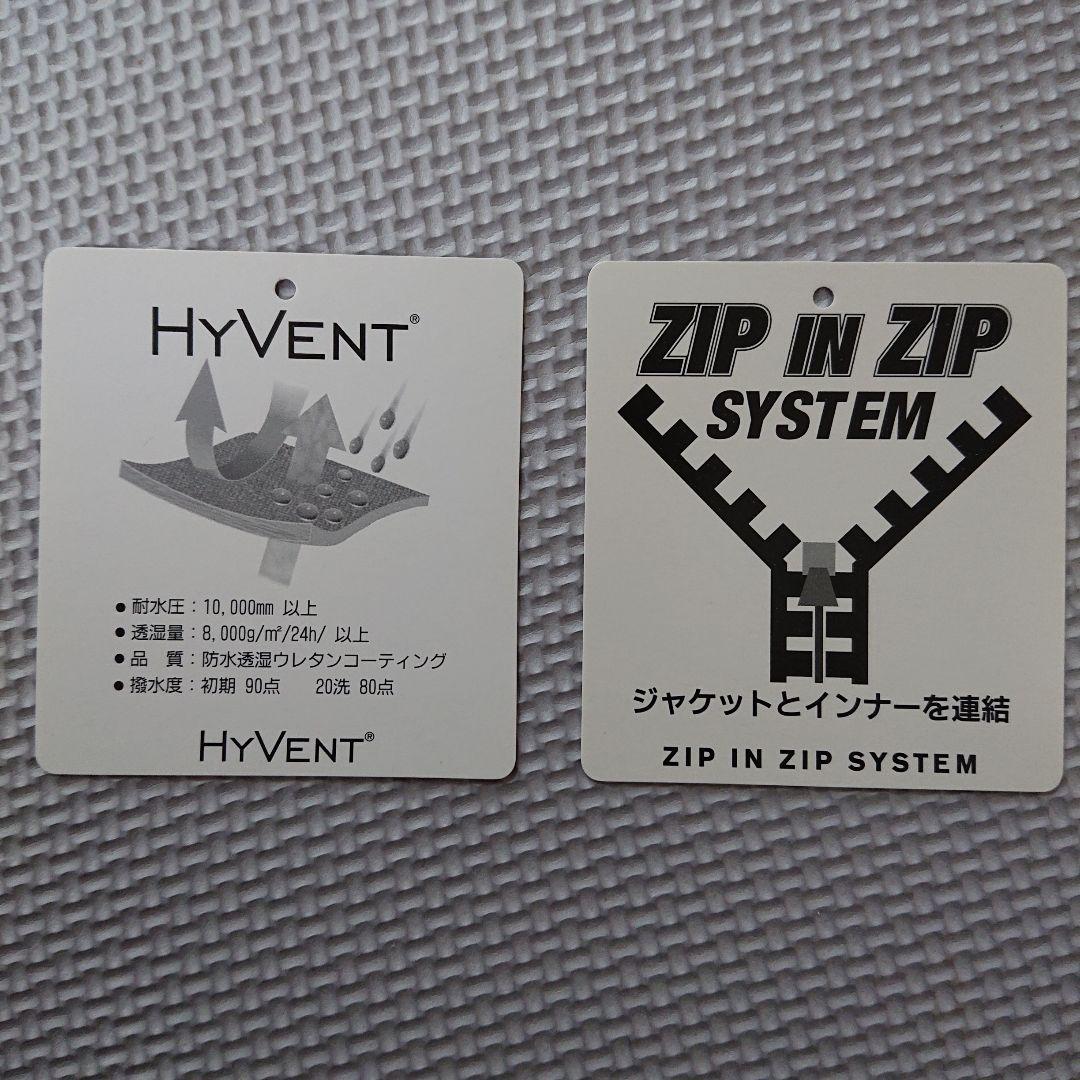 HYVENT®
● 耐水圧：10,000mm 以上
● 透湿量：8,000g/㎡/24h/ 以上
● 品　質：防水透湿ウレタンコーティング
● 撥水度：初期 90点　20洗 80点
HYVENT®
ZIP IN ZIP
SYSTEM
ジャケットとインナーを連結
ZIP IN ZIP SYSTEM